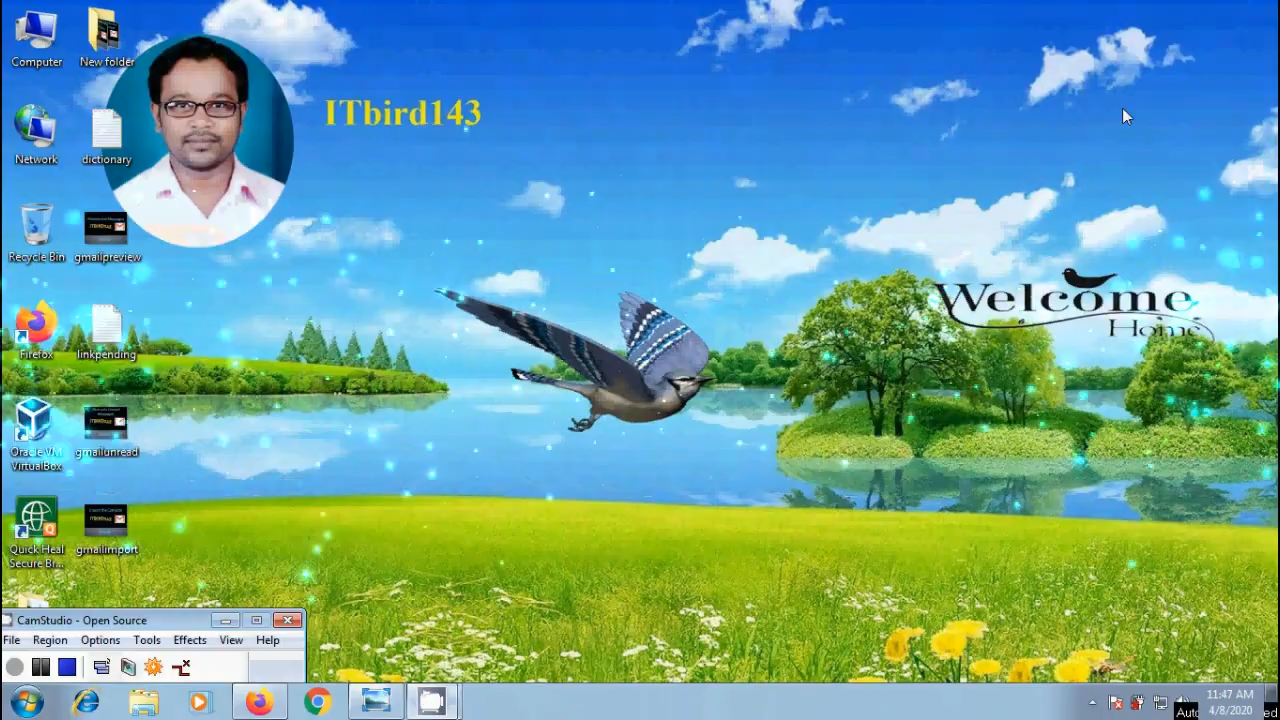 Computer
New folder
ITbird143
Network
dictionary
Recycle Bin
gmailpreview
Welcome
Home
Firefox
linkpending
Oracle VM
VirtualBox
gmailunread
Quick Heal
Secure Br...
gmailimport
CamStudio - Open Source
File Region Options Tools Effects View Help
11:47 AM
4/8/2020